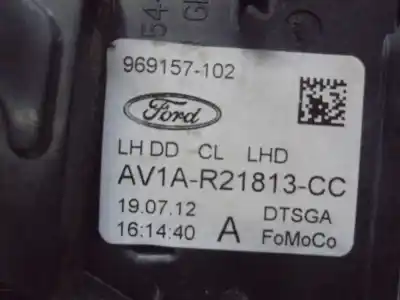 969157-102
Ford
LH DD CL LHD
AV1A-R21813-CC
19.07.12 DTSGA
16:14:40 A FoMoCo